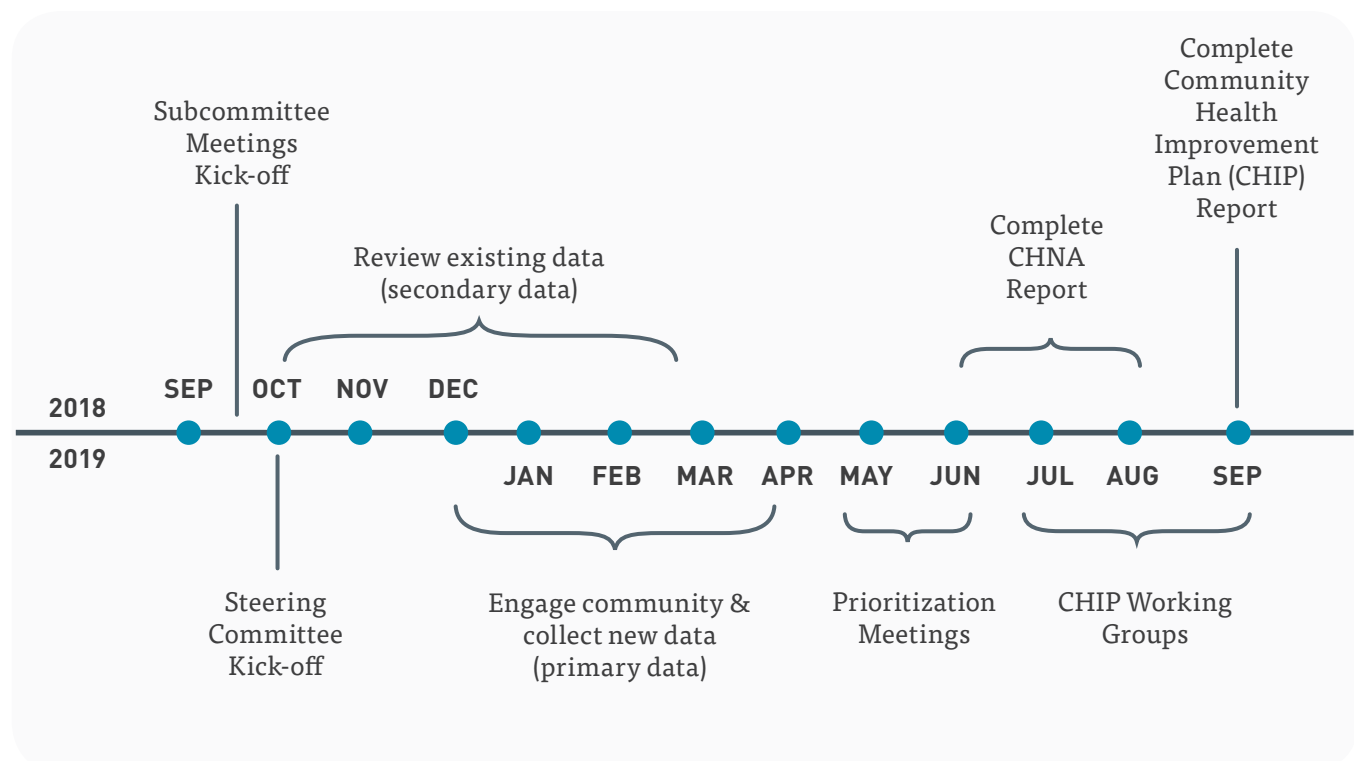 Complete
Community
Health
Improvement
Plan (CHIP)
Report
Subcommittee
Meetings
Kick-off
Complete
CHNA
Report
Review existing data
(secondary data)
SEP OCT NOV DEC
2018
2019
JAN FEB MAR APR MAY JUN JUL AUG SEP
Steering
Committee
Kick-off
Engage community &
collect new data
(primary data)
Prioritization
Meetings
CHIP Working
Groups